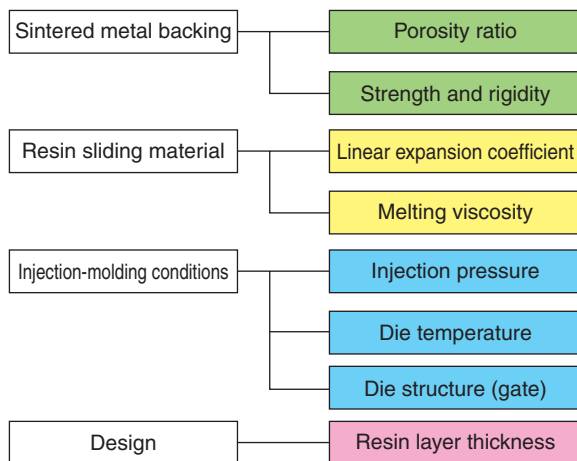 Sintered metal backing
Porosity ratio
Strength and rigidity
Resin sliding material
Linear expansion coefficient
Melting viscosity
Injection-molding conditions
Injection pressure
Die temperature
Die structure (gate)
Design
Resin layer thickness